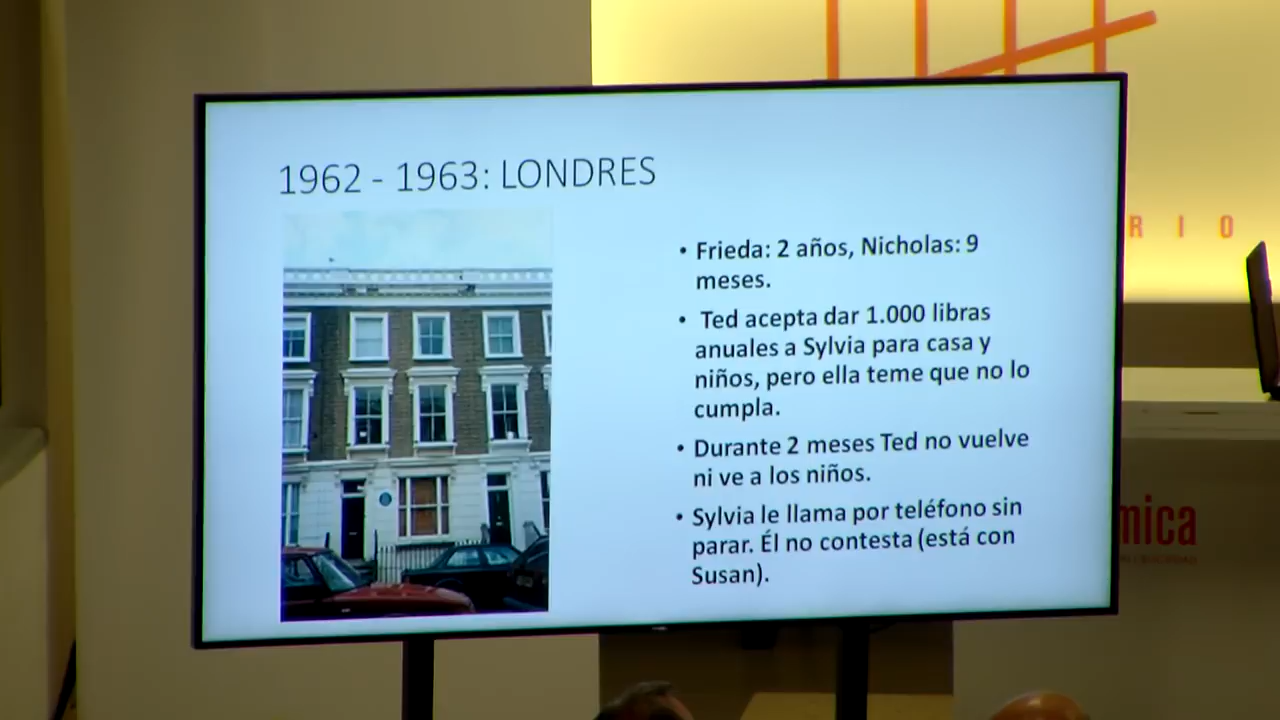 1962 - 1963: LONDRES
• Frieda: 2 años, Nicholas: 9
meses.
• Ted acepta dar 1.000 libras
anuales a Sylvia para casa y
niños, pero ella teme que no lo
cumpla.
• Durante 2 meses Ted no vuelve
ni ve a los niños.
• Sylvia le llama por teléfono sin
parar. Él no contesta (está con
Susan).
RIO
mica